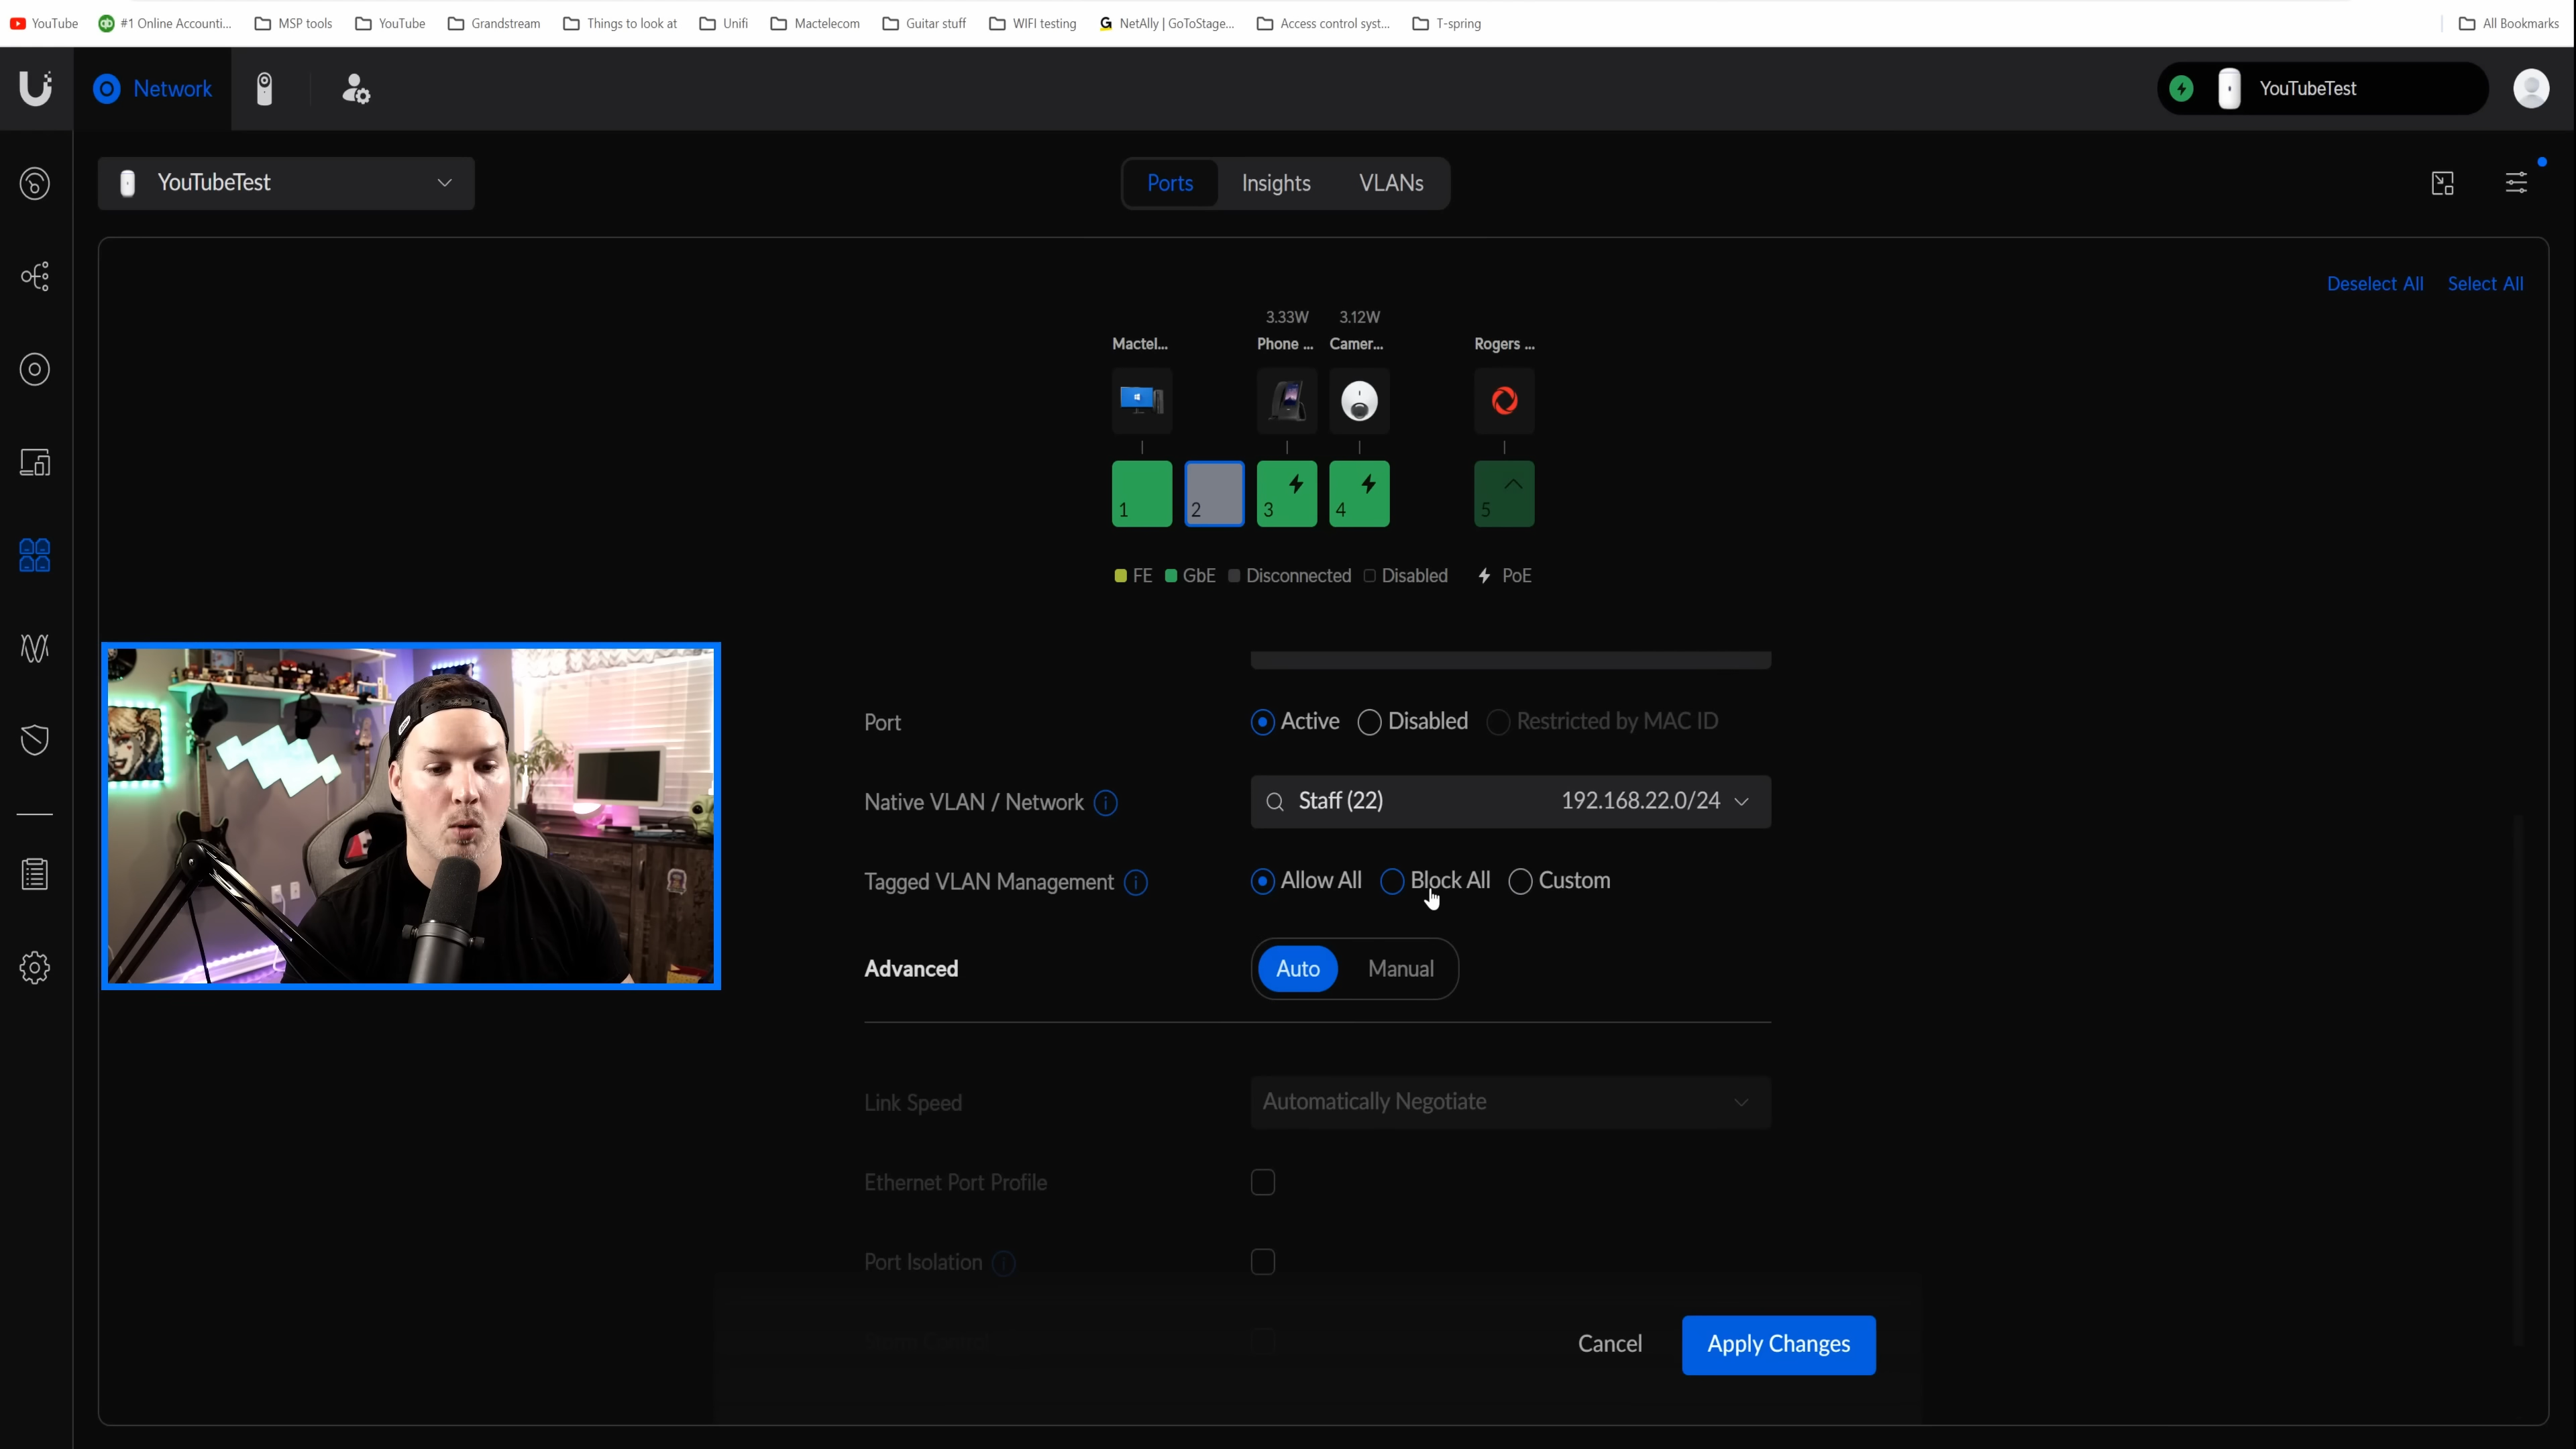 YouTube #1 Online Accounti... MSP tools YouTube Grandstream Things to look at Unifi Mactelecom Guitar stuff WIFI testing NetAlly | GoToStage... Access control syst... T-spring All Bookmarks
Network YouTubeTest
YouTubeTest Ports Insights VLANs
Deselect All Select All
3.33W 3.12W
Mactel... Phone ... Camer... Rogers ...
1 2 3 4 5
FE GbE Disconnected Disabled PoE
Port Active Disabled Restricted by MAC ID
Native VLAN / Network Staff (22) 192.168.22.0/24
Tagged VLAN Management Allow All Block All Custom
Advanced Auto Manual
Link Speed Automatically Negotiate
Ethernet Port Profile
Port Isolation
Cancel Apply Changes